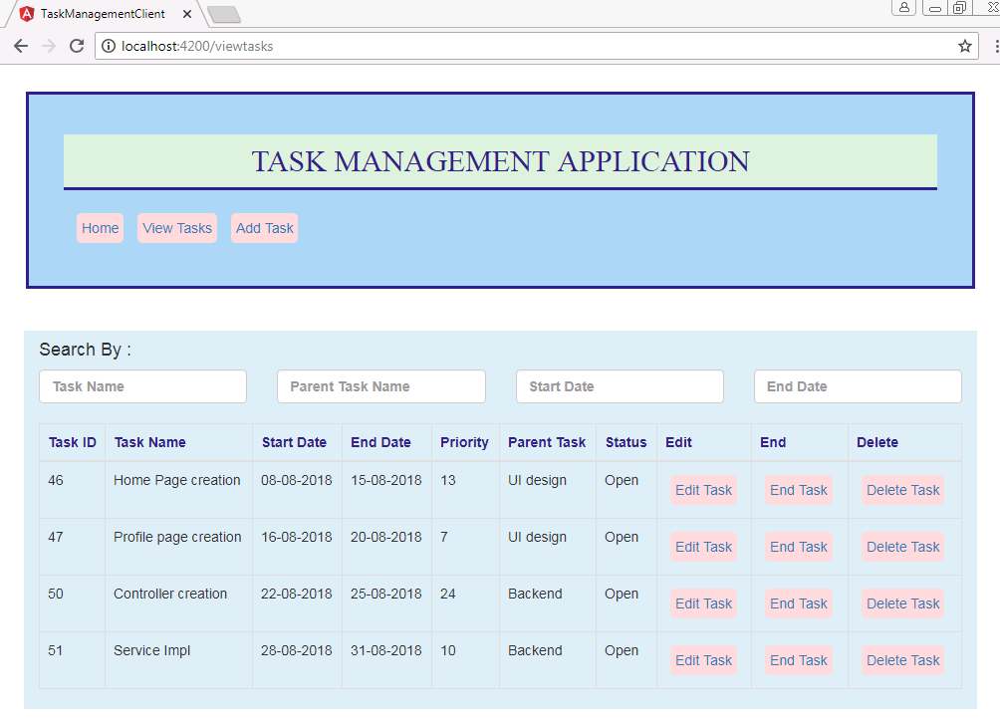 TaskManagementClient
localhost:4200/viewtasks
TASK MANAGEMENT APPLICATION
Home View Tasks Add Task
Search By :
Task Name Parent Task Name Start Date End Date
Task ID Task Name Start Date End Date Priority Parent Task Status Edit End Delete
46 Home Page creation 08-08-2018 15-08-2018 13 UI design Open Edit Task End Task Delete Task
47 Profile page creation 16-08-2018 20-08-2018 7 UI design Open Edit Task End Task Delete Task
50 Controller creation 22-08-2018 25-08-2018 24 Backend Open Edit Task End Task Delete Task
51 Service Impl 28-08-2018 31-08-2018 10 Backend Open Edit Task End Task Delete Task